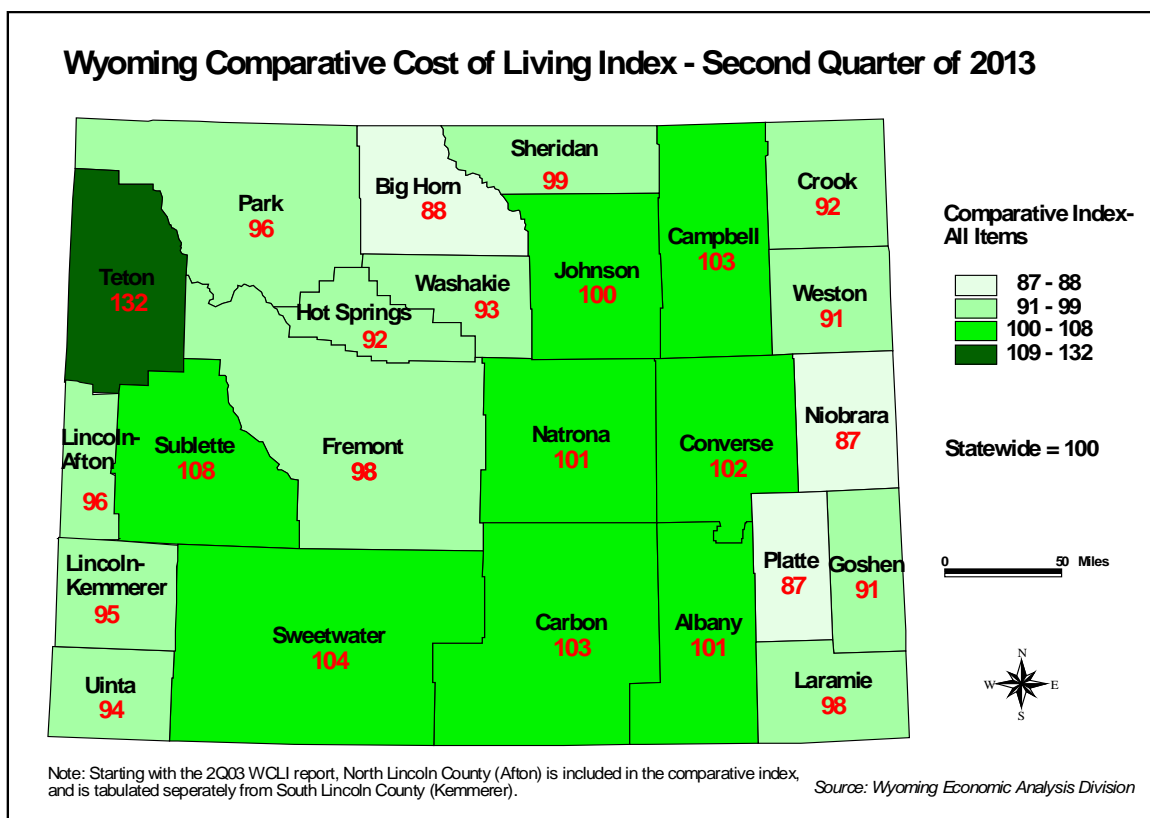 Wyoming Comparative Cost of Living Index - Second Quarter of 2013
Sheridan
99
Big Horn
88
Park
96
Crook
92
Campbell
103
Teton
132
Johnson
100
Washakie
93
Hot Springs
92
Weston
91
Comparative Index-
All Items
87 - 88
91 - 99
100 - 108
109 - 132
Statewide = 100
Lincoln-
Afton
96
Sublette
108
Fremont
98
Natrona
101
Converse
102
Niobrara
87
Lincoln-
Kemmerer
95
Platte
87
Goshen
91
0 50 Miles
Sweetwater
104
Carbon
103
Albany
101
Uinta
94
Laramie
98
N
W E
S
Note: Starting with the 2Q03 WCLI report, North Lincoln County (Afton) is included in the comparative index,
and is tabulated seperately from South Lincoln County (Kemmerer).
Source: Wyoming Economic Analysis Division